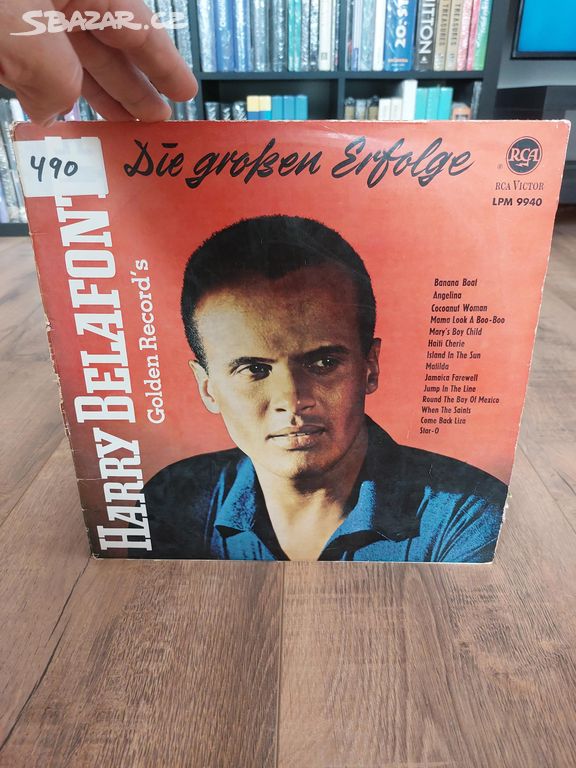 SBAZAR.CZ
490
Die großen Erfolge
RCA
RCA VICTOR
LPM 9940
HARRY BELAFONTE
Golden Record's
Banana Boat
Angelina
Cocoanut Woman
Mama Look A Boo-Boo
Mary's Boy Child
Haiti Cherie
Island In The Sun
Matilda
Jamaica Farewell
Jump In The Line
Round The Bay Of Mexico
When The Saints
Come Back Liza
Star-O